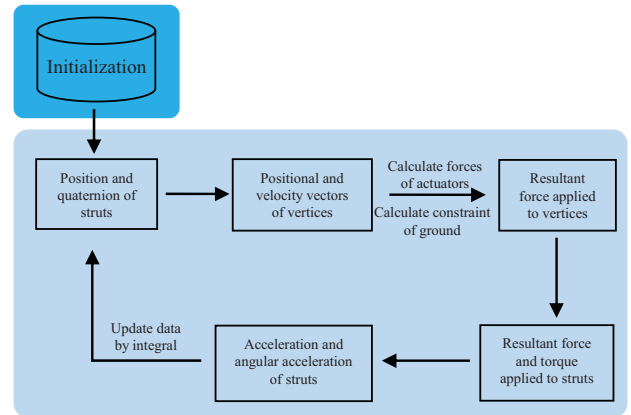 Initialization
Position and
quaternion of
struts
Positional and
velocity vectors
of vertices
Calculate forces
of actuators
Calculate constraint
of ground
Resultant
force applied
to vertices
Resultant force
and torque
applied to struts
Acceleration and
angular acceleration
of struts
Update data
by integral